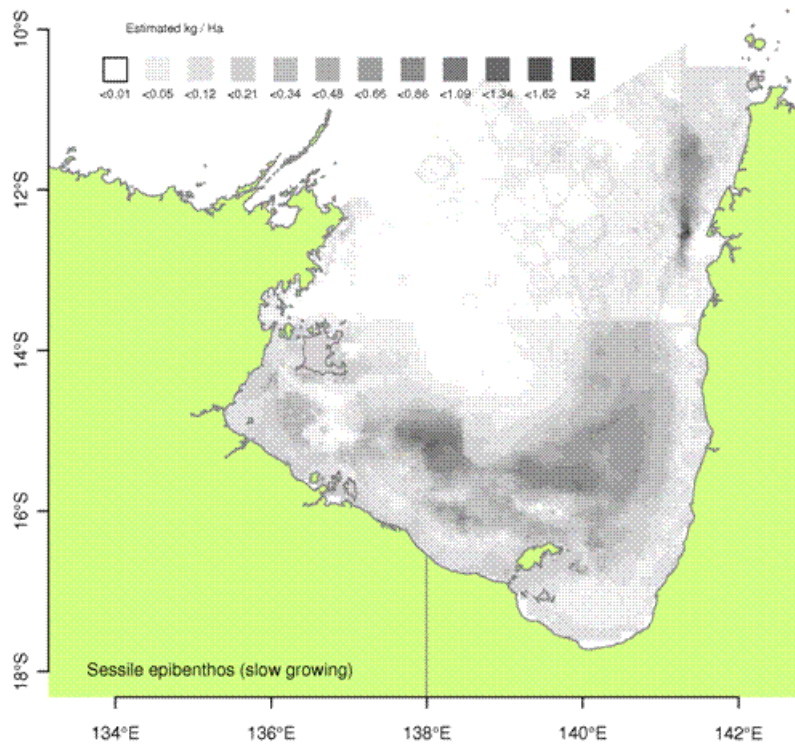 Estimated kg / Ha
<0.01 <0.05 <0.12 <0.21 <0.34 <0.48 <0.65 <0.86 <1.09 <1.34 <1.62 >2
10°S
12°S
14°S
16°S
18°S
Sessile epibenthos (slow growing)
134°E 136°E 138°E 140°E 142°E